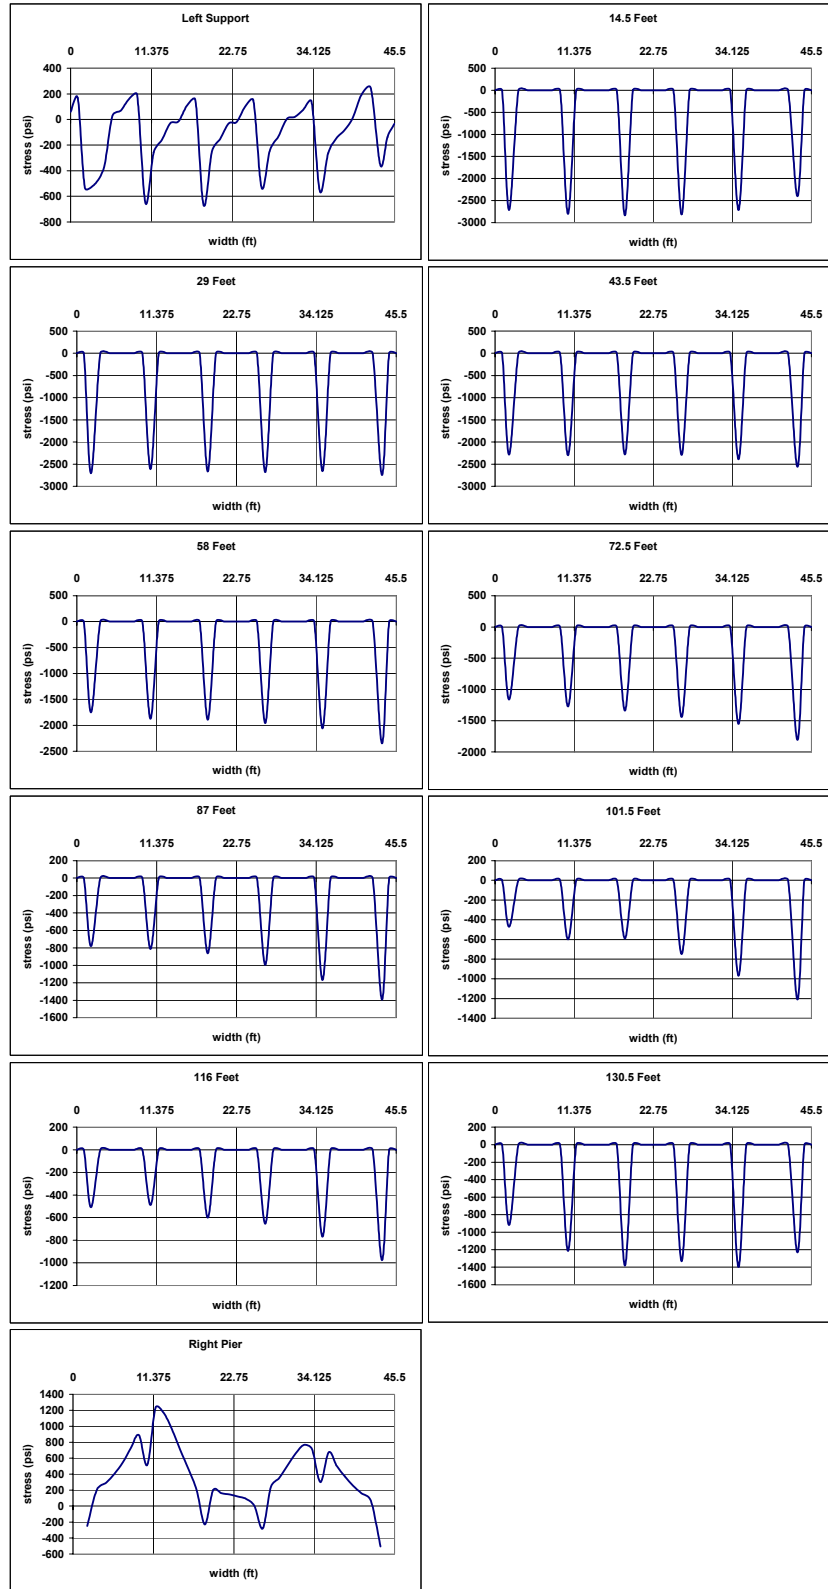 Left Support
0 11.375 22.75 34.125 45.5
400
200
0
-200
-400
-600
-800
stress (psi)
width (ft)
14.5 Feet
0 11.375 22.75 34.125 45.5
500
0
-500
-1000
-1500
-2000
-2500
-3000
stress (psi)
width (ft)
29 Feet
0 11.375 22.75 34.125 45.5
500
0
-500
-1000
-1500
-2000
-2500
-3000
stress (psi)
width (ft)
43.5 Feet
0 11.375 22.75 34.125 45.5
500
0
-500
-1000
-1500
-2000
-2500
-3000
stress (psi)
width (ft)
58 Feet
0 11.375 22.75 34.125 45.5
500
0
-500
-1000
-1500
-2000
-2500
stress (psi)
width (ft)
72.5 Feet
0 11.375 22.75 34.125 45.5
500
0
-500
-1000
-1500
-2000
stress (psi)
width (ft)
87 Feet
0 11.375 22.75 34.125 45.5
200
0
-200
-400
-600
-800
-1000
-1200
-1400
-1600
stress (psi)
width (ft)
101.5 Feet
0 11.375 22.75 34.125 45.5
200
0
-200
-400
-600
-800
-1000
-1200
-1400
stress (psi)
width (ft)
116 Feet
0 11.375 22.75 34.125 45.5
200
0
-200
-400
-600
-800
-1000
-1200
stress (psi)
width (ft)
130.5 Feet
0 11.375 22.75 34.125 45.5
200
0
-200
-400
-600
-800
-1000
-1200
-1400
-1600
stress (psi)
width (ft)
Right Pier
0 11.375 22.75 34.125 45.5
1400
1200
1000
800
600
400
200
0
-200
-400
-600
stress (psi)
width (ft)